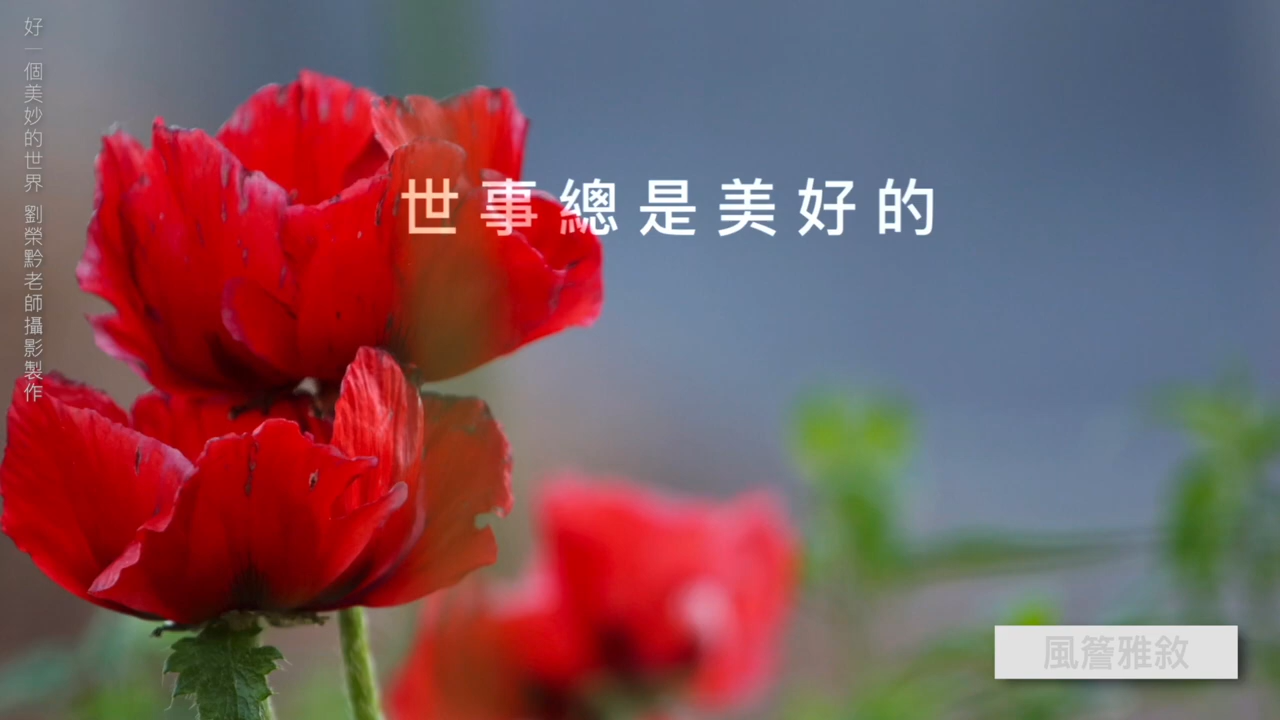 好一個美妙的世界 劉榮黔老師攝影製作
世事總是美好的
風簷雅敘